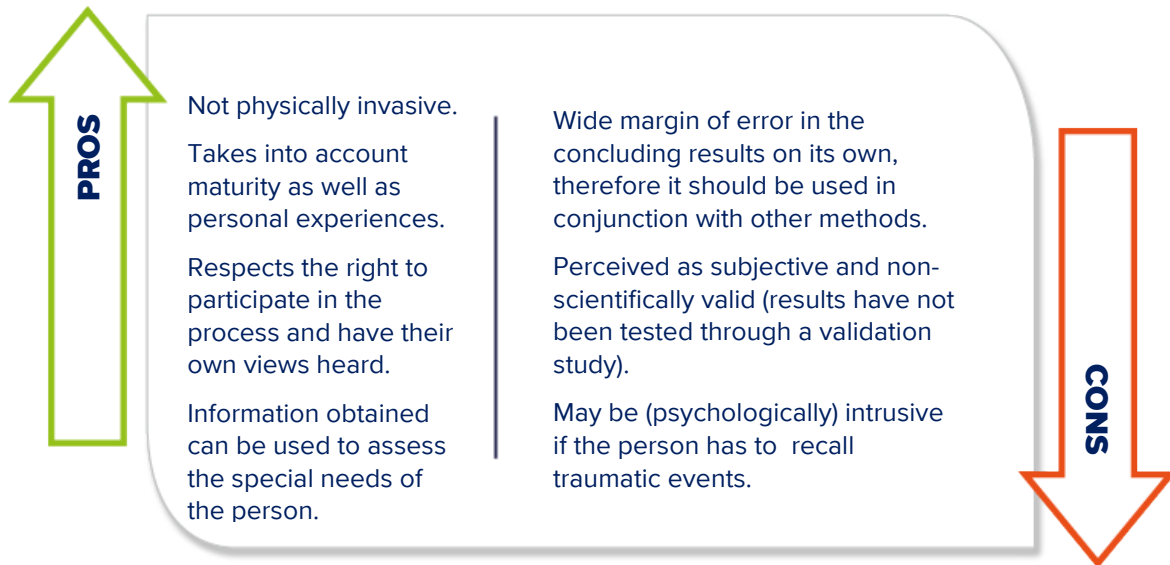 PROS
Not physically invasive.
Takes into account
maturity as well as
personal experiences.
Respects the right to
participate in the
process and have their
own views heard.
Information obtained
can be used to assess
the special needs of
the person.
Wide margin of error in the
concluding results on its own,
therefore it should be used in
conjunction with other methods.
Perceived as subjective and non-
scientifically valid (results have not
been tested through a validation
study).
May be (psychologically) intrusive
if the person has to recall
traumatic events.
CONS